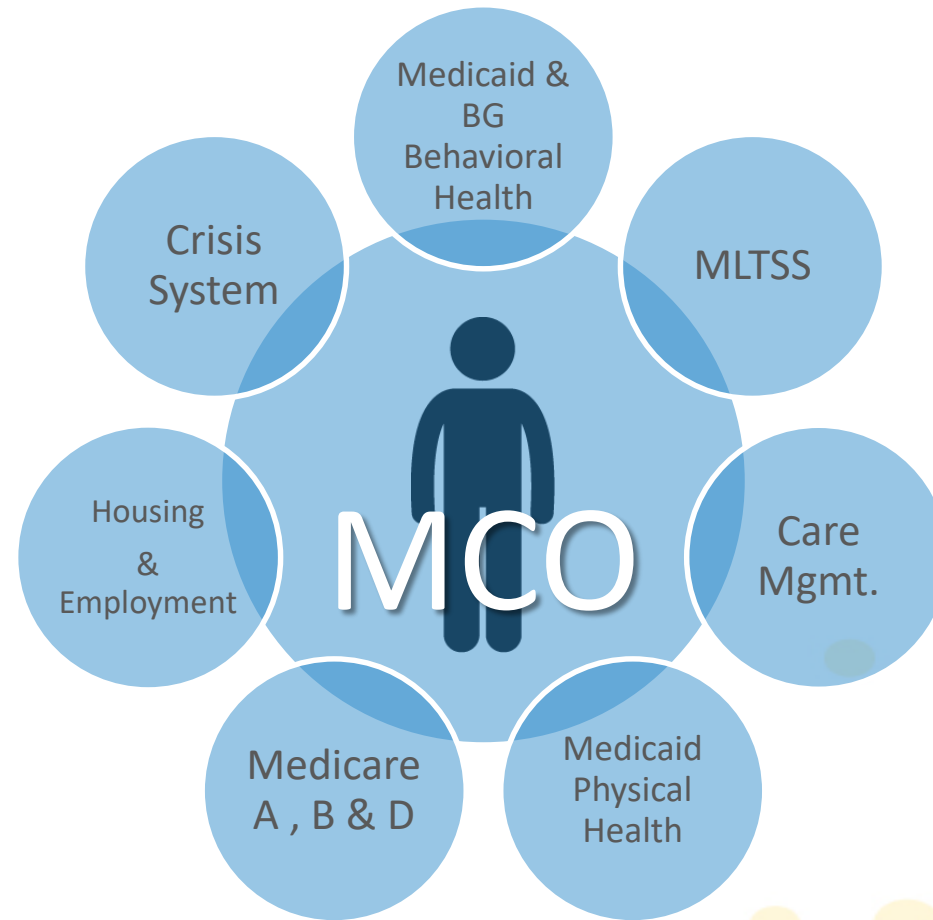 Medicaid &
BG
Behavioral
Health
MLTSS
Care
Mgmt.
Medicaid
Physical
Health
Medicare
A , B & D
Housing
&
Employment
Crisis
System
MCO